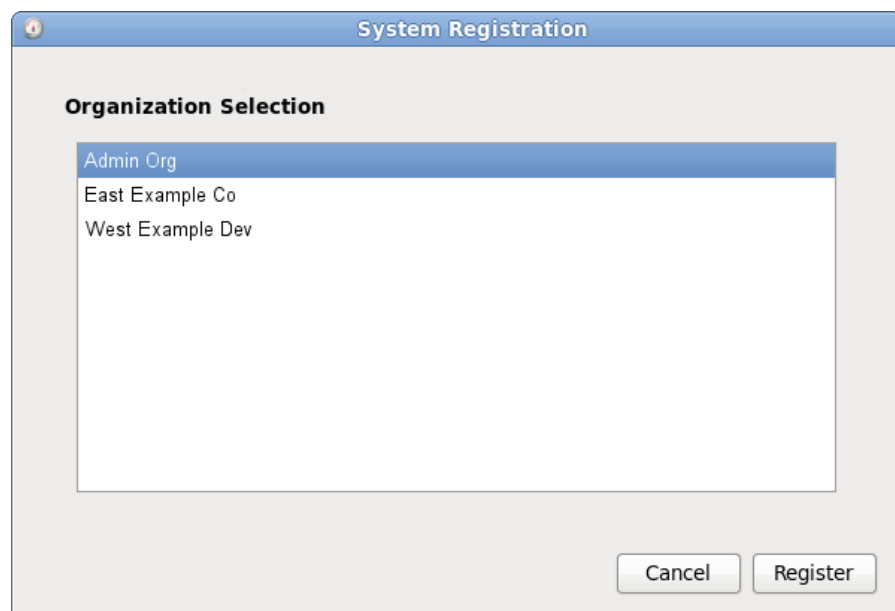 System Registration
Organization Selection
Admin Org
East Example Co
West Example Dev
Cancel Register